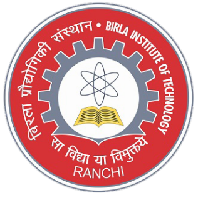 बिरला प्रौद्योगिकी संस्थान • BIRLA INSTITUTE OF TECHNOLOGY
सा विद्या या विमुक्तये
RANCHI